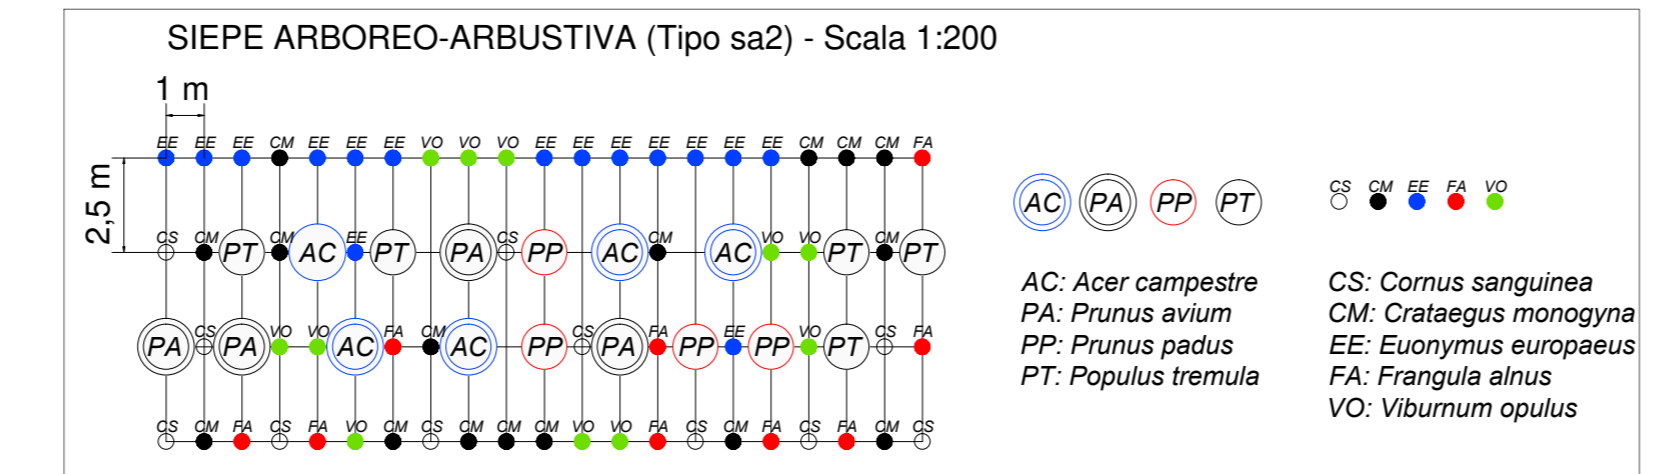 SIEPE ARBOREO-ARBUSTIVA (Tipo sa2) - Scala 1:200
1 m
EE EE EE CM EE EE EE VO VO VO EE EE EE EE EE EE EE CM CM CM FA
2,5 m
CS CM PT CM AC EE PT PA CS PP AC CM AC VO VO PT CM PT
PA CS PA VO VO AC FA CM AC PP CS PA FA PP EE PP VO PT CS FA
CS CM FA CS FA VO CM CS CM CM CM VO VO FA CS CM FA CS FA CM CS
AC PA PP PT
CS CM EE FA VO
AC: Acer campestre
PA: Prunus avium
PP: Prunus padus
PT: Populus tremula
CS: Cornus sanguinea
CM: Crataegus monogyna
EE: Euonymus europaeus
FA: Frangula alnus
VO: Viburnum opulus